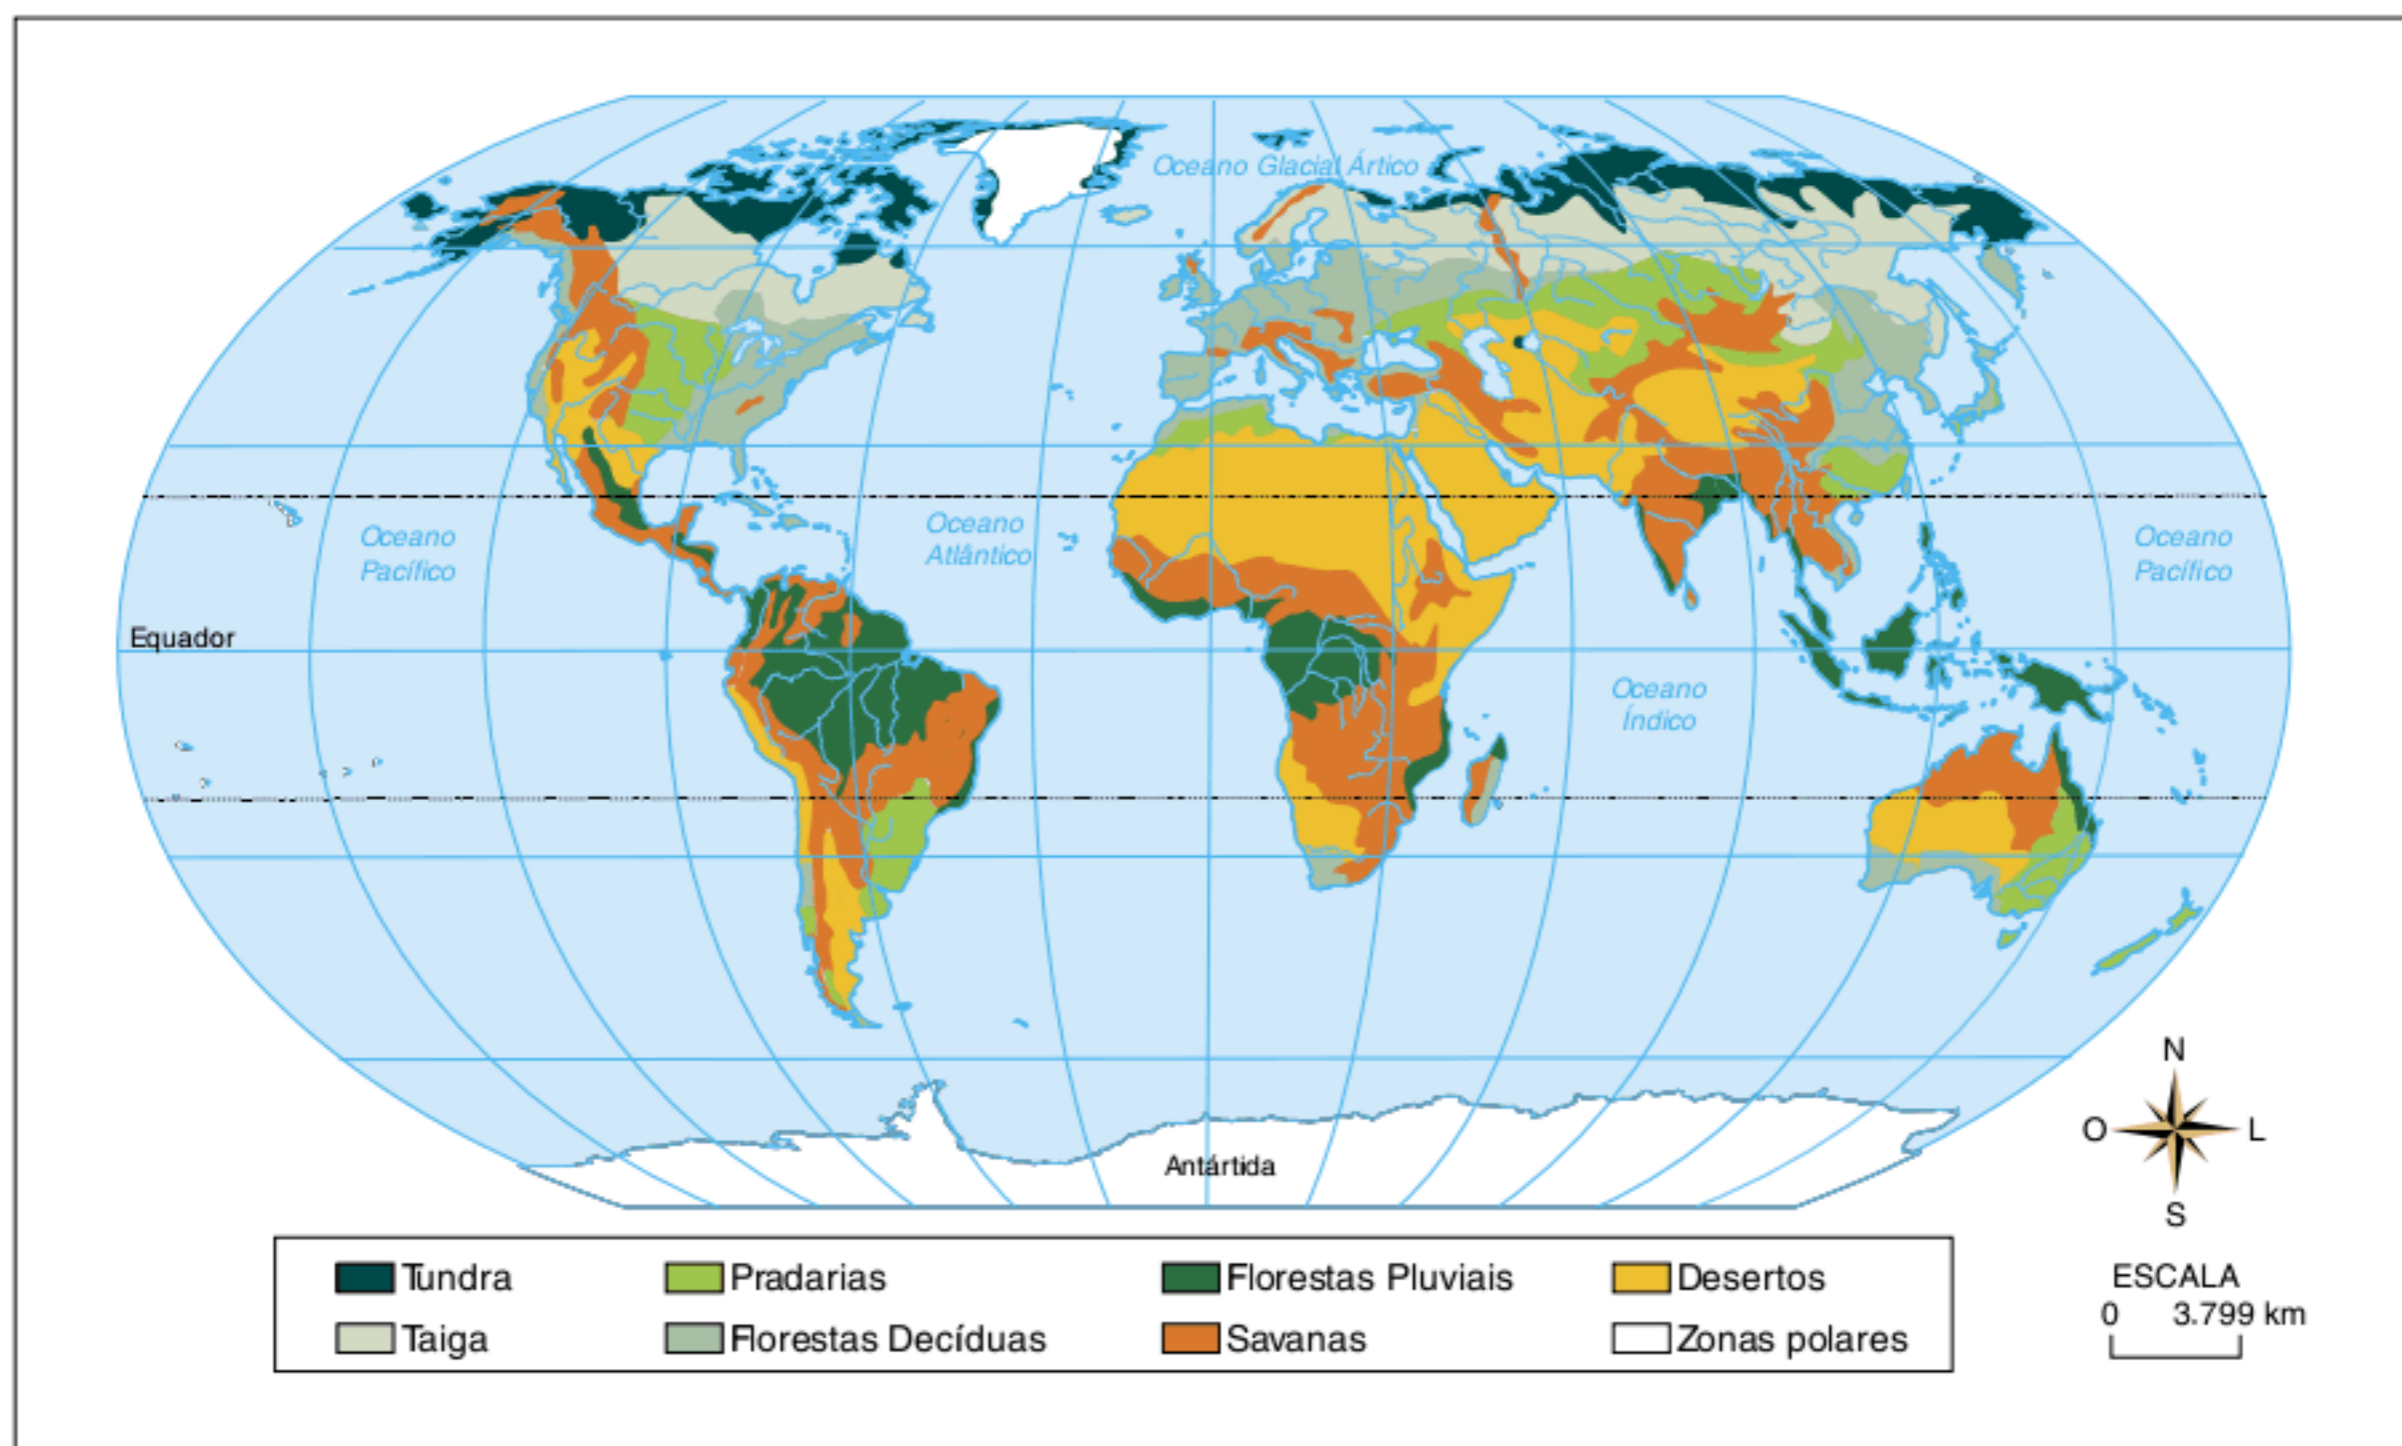 Oceano Glacial Ártico
Oceano
Pacífico
Oceano
Atlântico
Oceano
Pacífico
Equador
Oceano
Índico
Antártida
N
O
L
S
Tundra
Pradarias
Florestas Pluviais
Desertos
Taiga
Florestas Decíduas
Savanas
Zonas polares
ESCALA
0 3.799 km